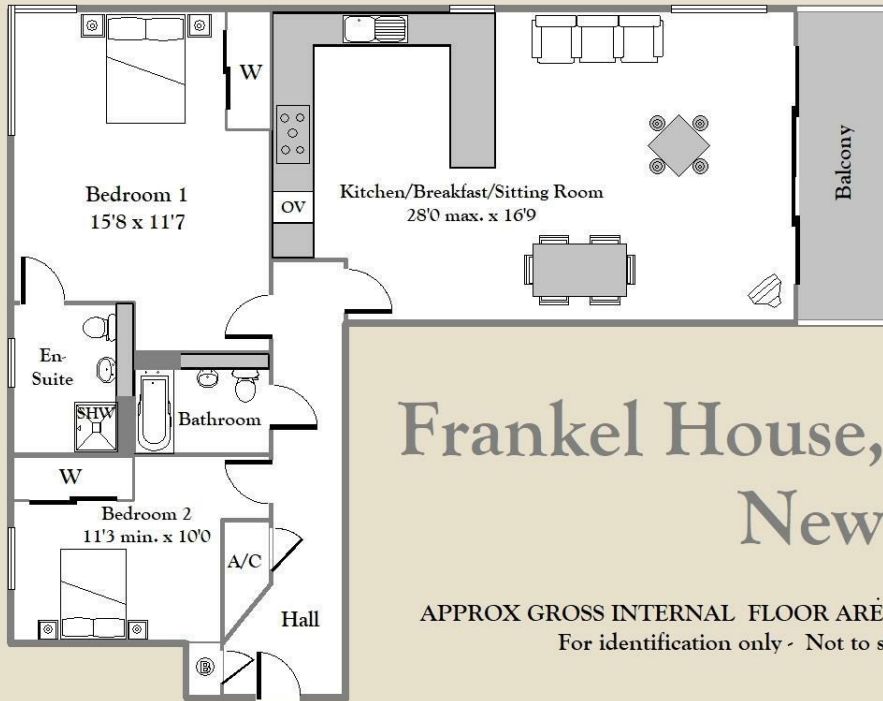 W
Bedroom 1
15'8 x 11'7
OV
Kitchen/Breakfast/Sitting Room
28'0 max. x 16'9
Balcony
En-
Suite
SHW
Bathroom
W
Bedroom 2
11'3 min. x 10'0
A/C
Hall
B
Frankel House,
New
APPROX GROSS INTERNAL FLOOR ARE
For identification only - Not to s